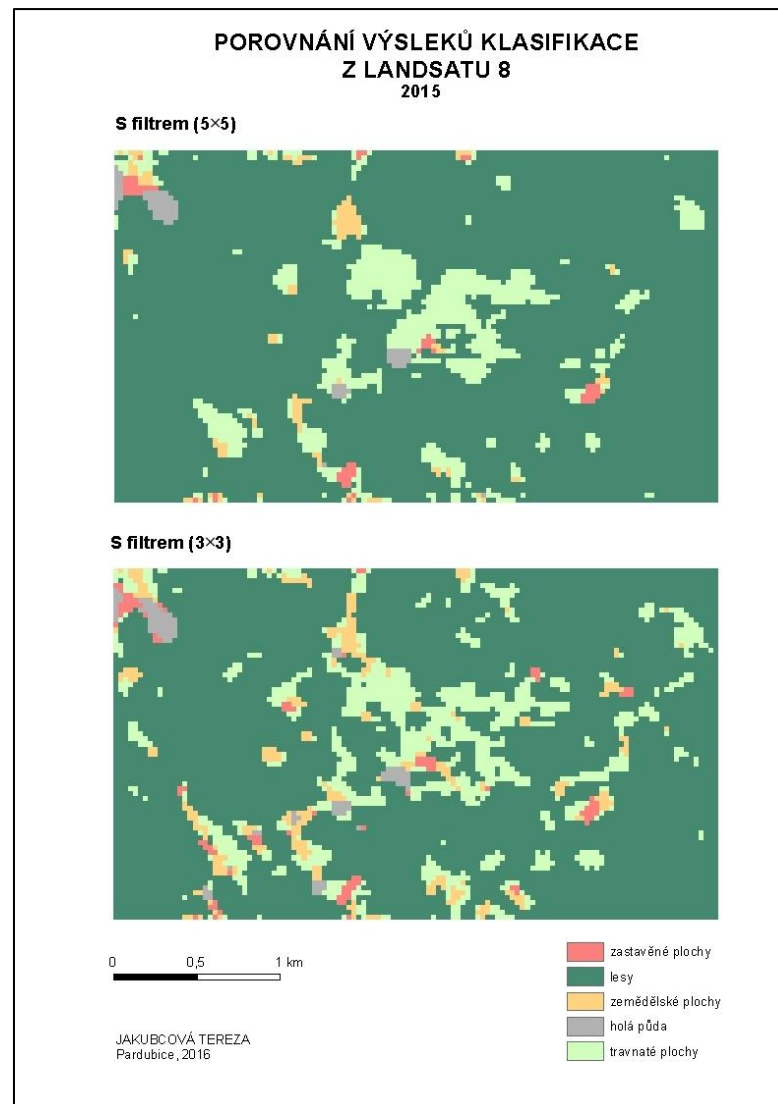 POROVNÁNÍ VÝSLEKŮ KLASIFIKACE
Z LANDSATU 8
2015
S filtrem (5×5)
S filtrem (3×3)
0 0,5 1 km
zastavěné plochy
lesy
zemědělské plochy
holá půda
travnaté plochy
JAKUBCOVÁ TEREZA
Pardubice, 2016